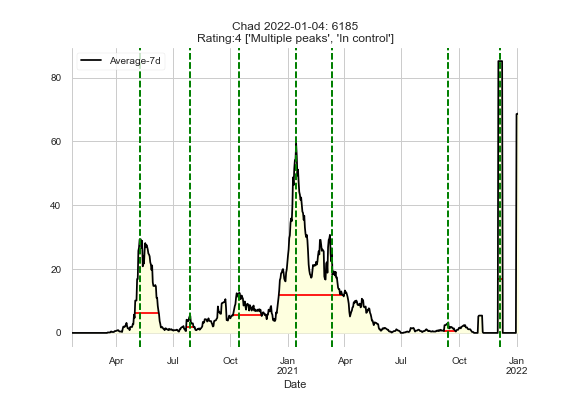 Chad 2022-01-04: 6185
Rating:4 ['Multiple peaks', 'In control']
Average-7d
80
60
40
20
0
Apr Jul Oct Jan Apr Jul Oct Jan
2021 2022
Date